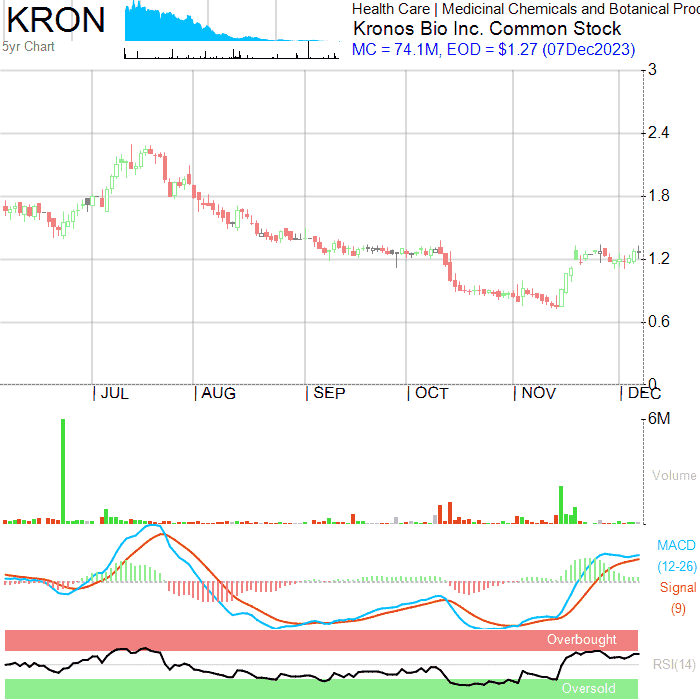 KRON
5yr Chart
Health Care | Medicinal Chemicals and Botanical Proc
Kronos Bio Inc. Common Stock
MC = 74.1M, EOD = $1.27 (07Dec2023)
3
2.4
1.8
1.2
0.6
0
JUL AUG SEP OCT NOV DEC
6M
Volume
MACD
(12-26)
Signal
(9)
Overbought
RSI(14)
Oversold